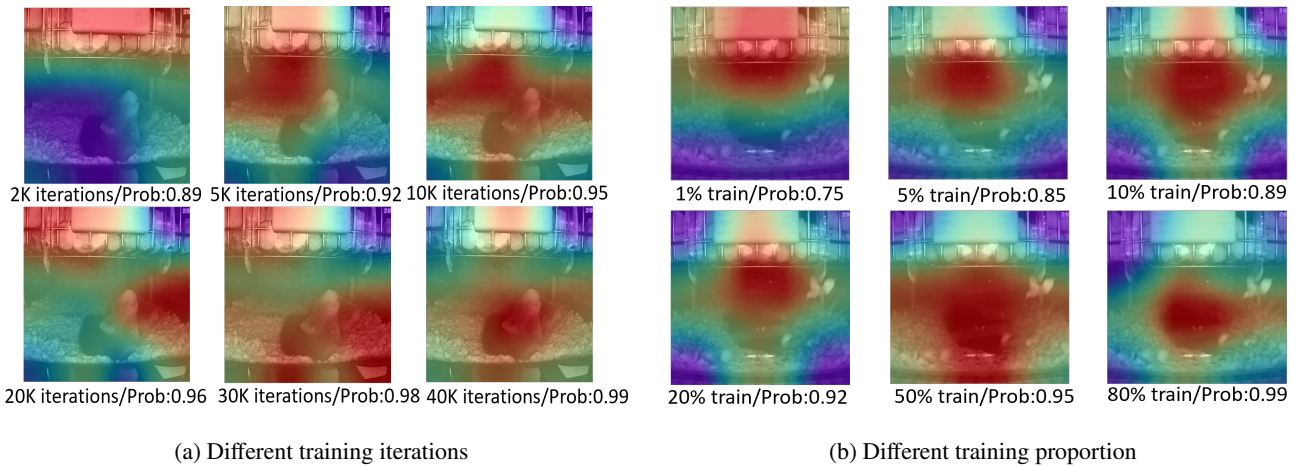 2K iterations/Prob:0.89 5K iterations/Prob:0.92 10K iterations/Prob:0.95
20K iterations/Prob:0.96 30K iterations/Prob:0.98 40K iterations/Prob:0.99
(a) Different training iterations
1% train/Prob:0.75 5% train/Prob:0.85 10% train/Prob:0.89
20% train/Prob:0.92 50% train/Prob:0.95 80% train/Prob:0.99
(b) Different training proportion